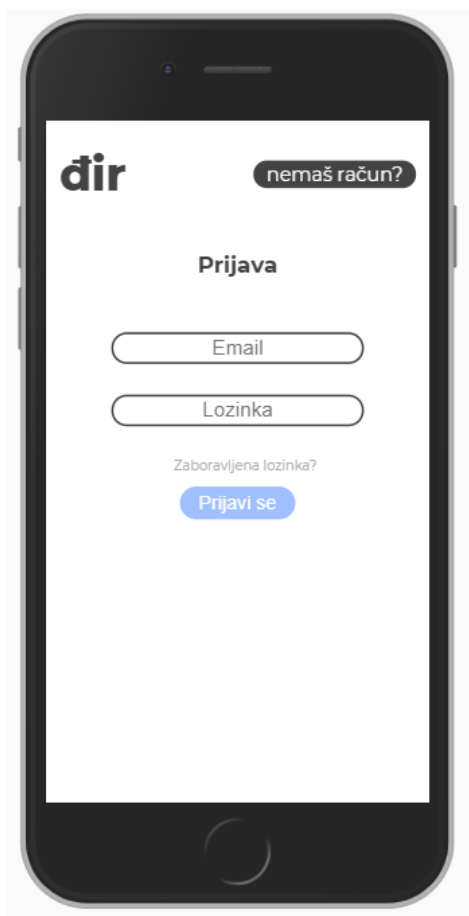 đir
nemaš račun?
Prijava
Email
Lozinka
Zaboravljena lozinka?
Prijavi se